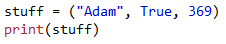 stuff = ("Adam", True, 369)
print(stuff)